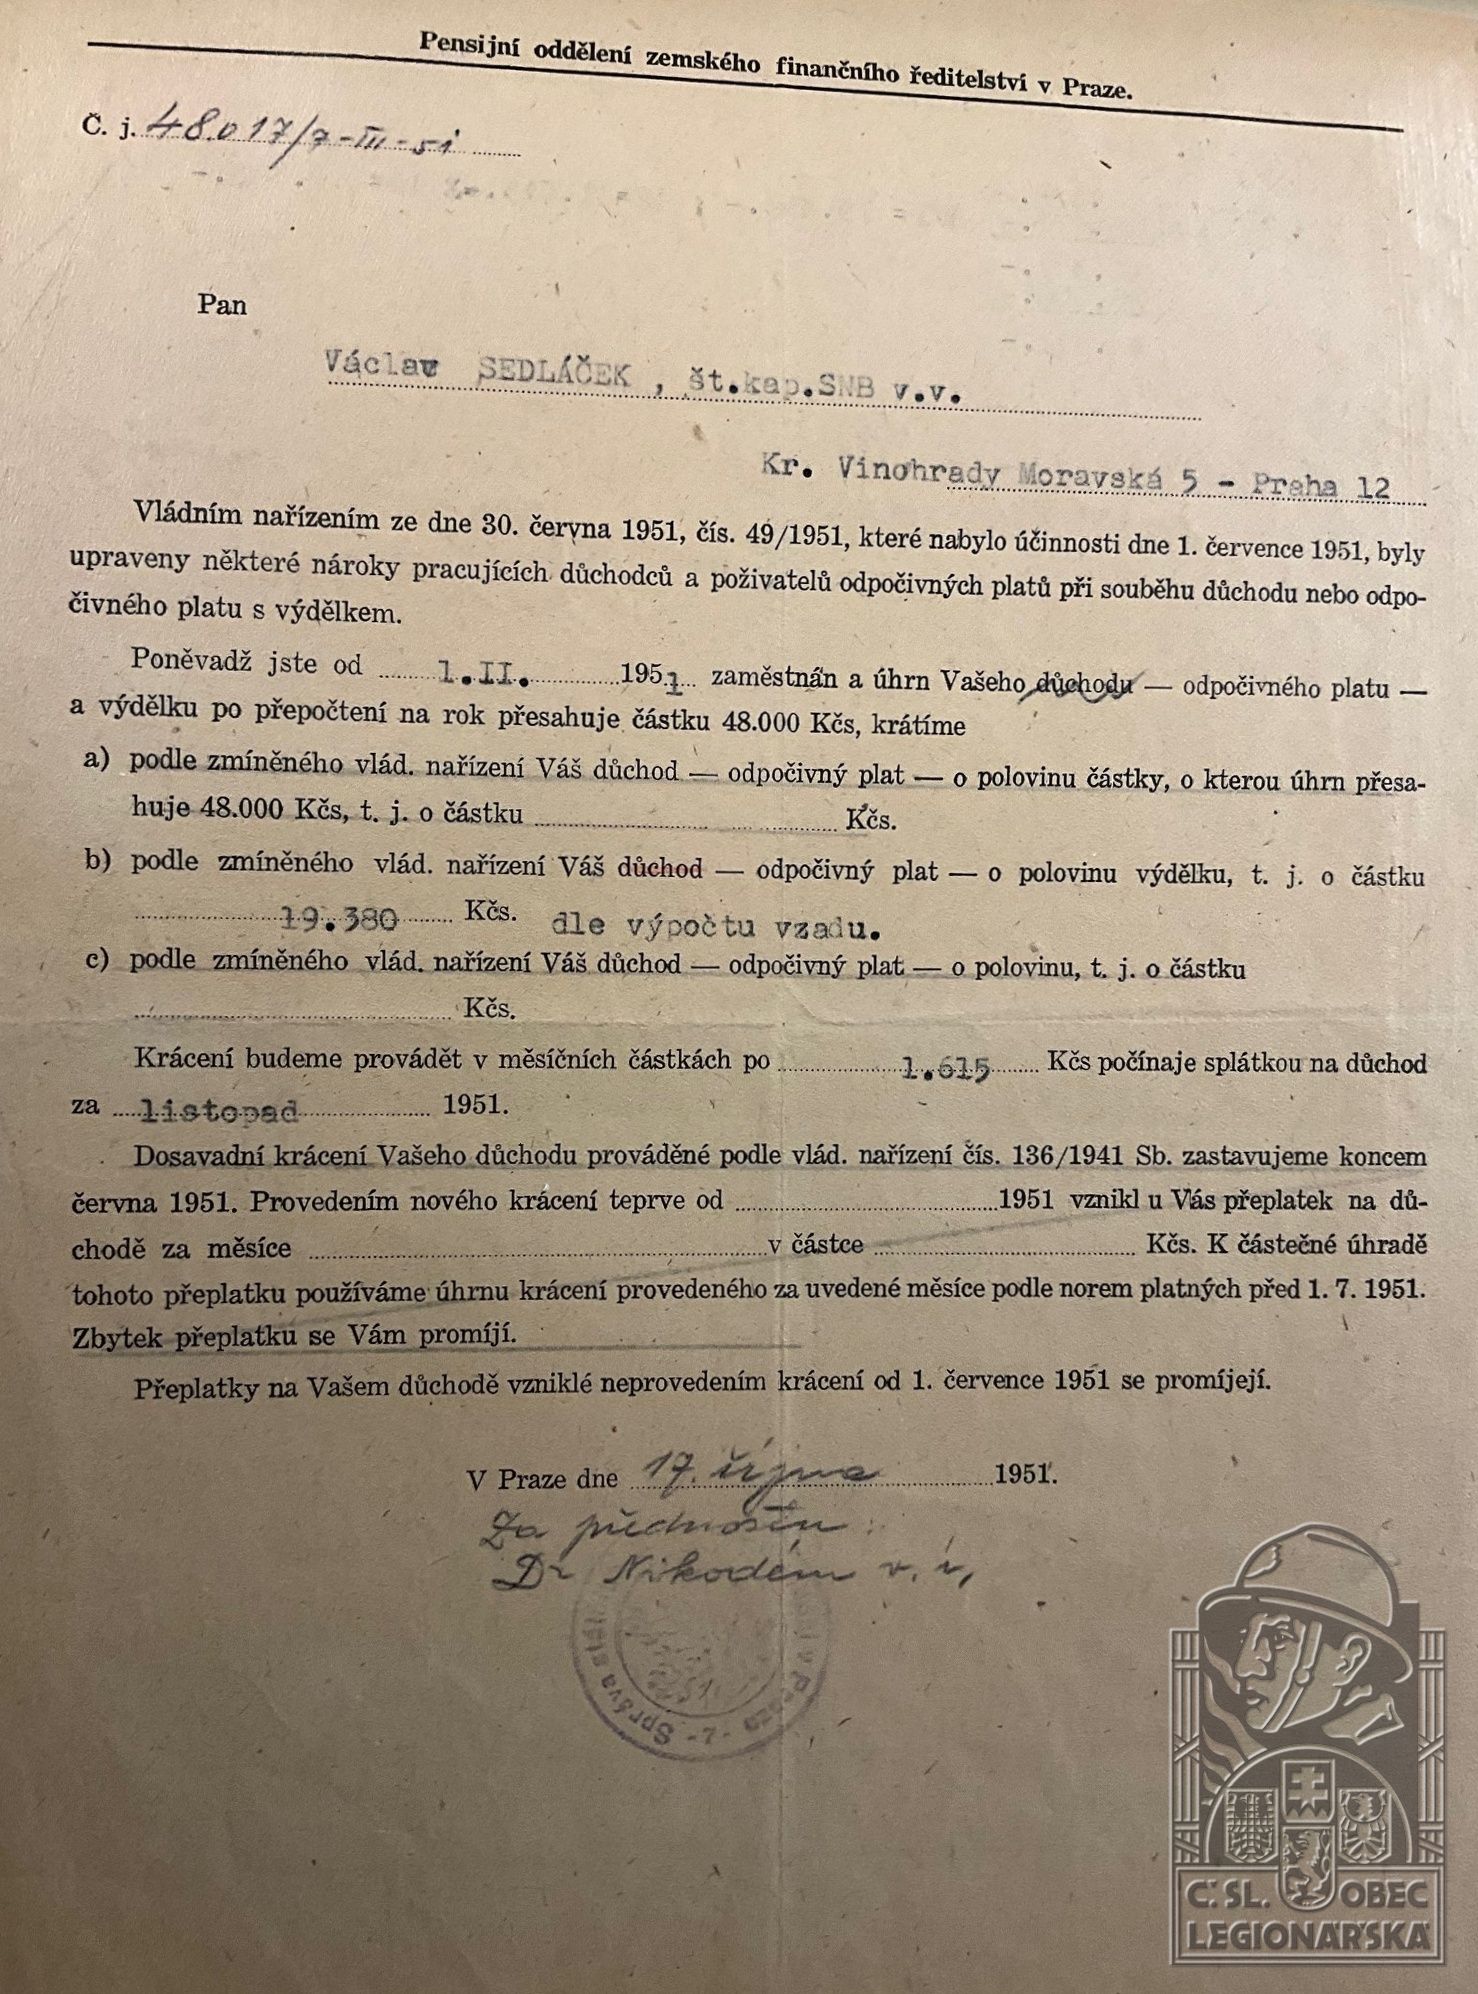 Pensijní oddělení zemského finančního ředitelství v Praze.
Č. j. 48.017/7-III-51
Pan
Václav SEDLÁČEK, št.kap.SNB v.v.
Kr. Vinohrady Moravská 5 - Praha 12
Vládním nařízením ze dne 30. června 1951, čís. 49/1951, které nabylo účinnosti dne 1. července 1951, byly
upraveny některé nároky pracujících důchodců a poživatelů odpočivných platů při souběhu důchodu nebo odpo-
čivného platu s výdělkem.
Poněvadž jste od 1.II. 1951 zaměstnán a úhrn Vašeho důchodu — odpočivného platu —
a výdělku po přepočtení na rok přesahuje částku 48.000 Kčs, krátíme
a) podle zmíněného vlád. nařízení Váš důchod — odpočivný plat — o polovinu částky, o kterou úhrn přesa-
huje 48.000 Kčs, t. j. o částku Kčs.
b) podle zmíněného vlád. nařízení Váš důchod — odpočivný plat — o polovinu výdělku, t. j. o částku
19.380 Kčs. dle výpočtu vzadu.
c) podle zmíněného vlád. nařízení Váš důchod — odpočivný plat — o polovinu, t. j. o částku
Kčs.
Krácení budeme provádět v měsíčních částkách po 1.615 Kčs počínaje splátkou na důchod
za listopad 1951.
Dosavadní krácení Vašeho důchodu prováděné podle vlád. nařízení čís. 136/1941 Sb. zastavujeme koncem
června 1951. Provedením nového krácení teprve od 1951 vznikl u Vás přeplatek na dů-
chodě za měsíce v částce Kčs. K částečné úhradě
tohoto přeplatku používáme úhrnu krácení provedeného za uvedené měsíce podle norem platných před 1. 7. 1951.
Zbytek přeplatku se Vám promíjí.
Přeplatky na Vašem důchodě vzniklé neprovedením krácení od 1. července 1951 se promíjejí.
V Praze dne 17. října 1951.
Za přednostu:
Dr Nikodém v. r.
Správa v Praze - 7 -
Č. SL. OBEC
LEGIONÁŘSKÁ